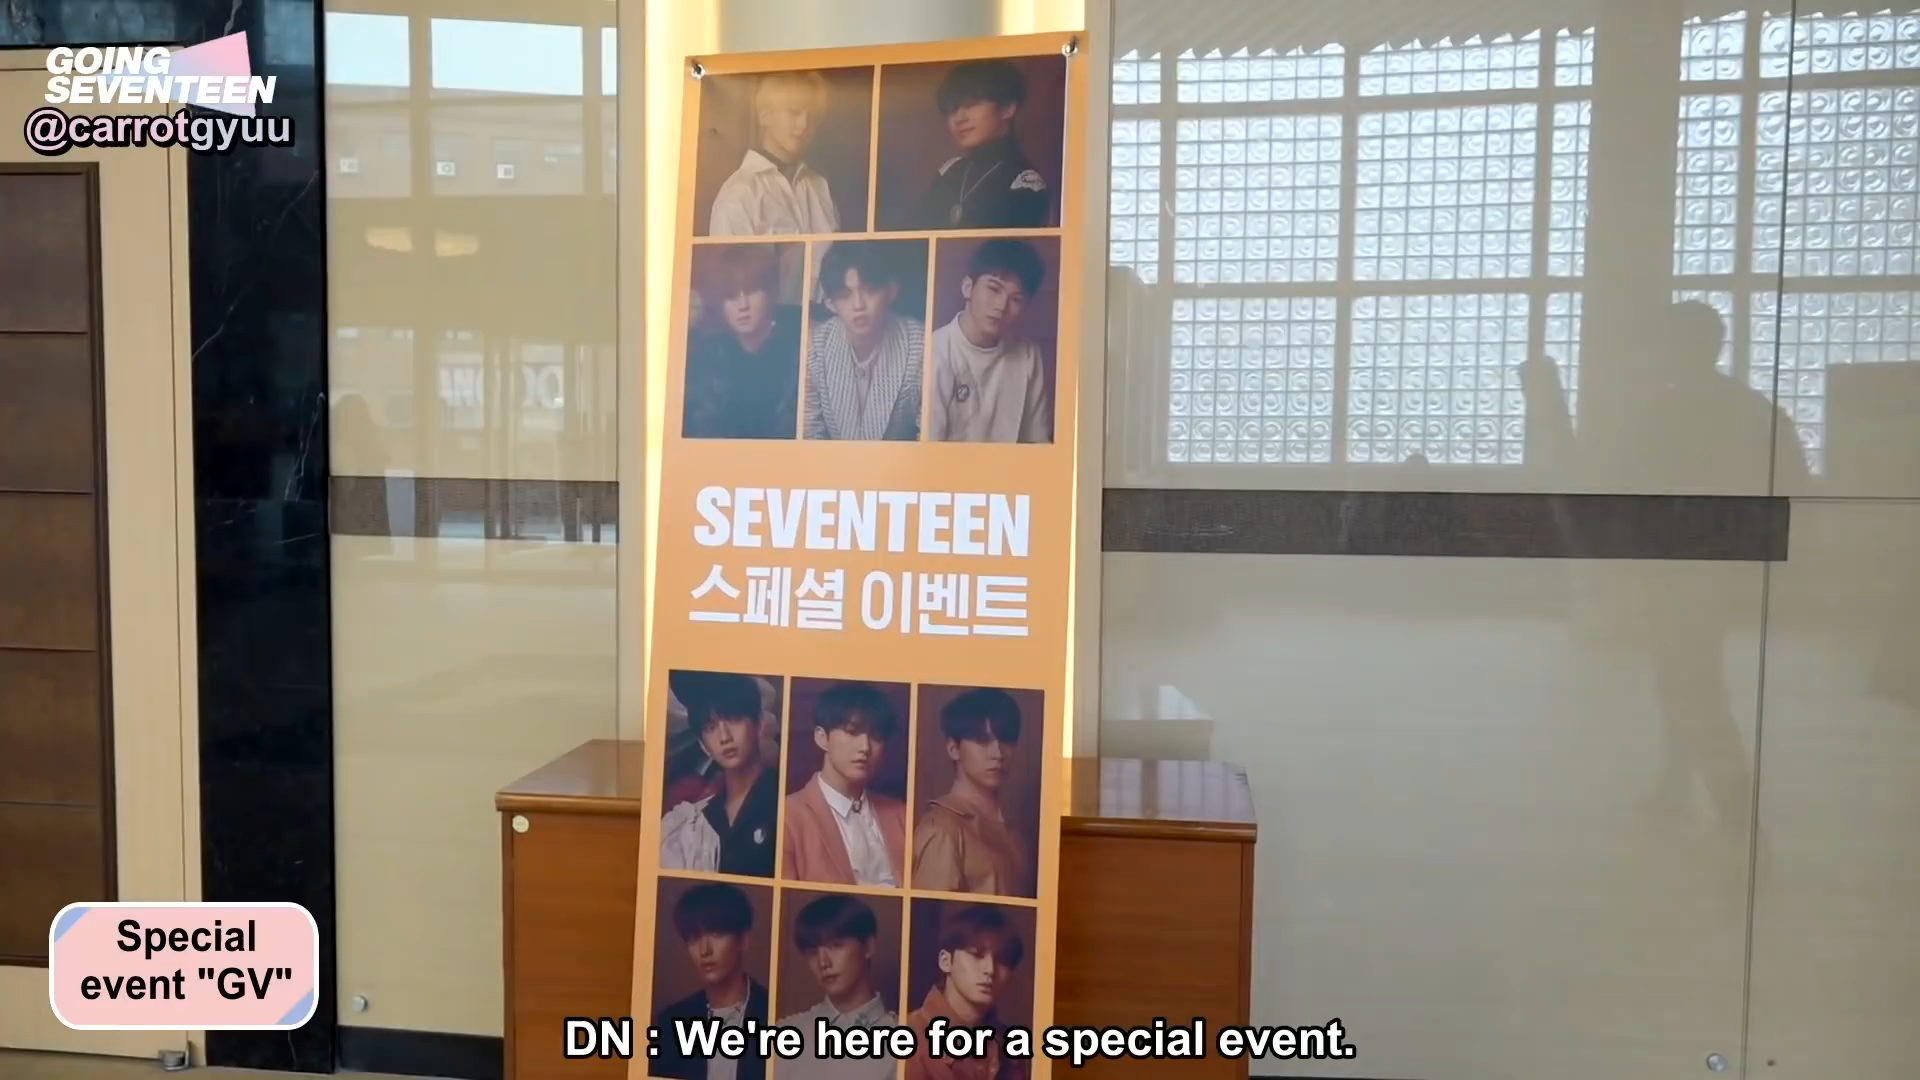 GOING
SEVENTEEN
@carrotgyuu
SEVENTEEN
스페셜 이벤트
Special
event "GV"
DN : We're here for a special event.